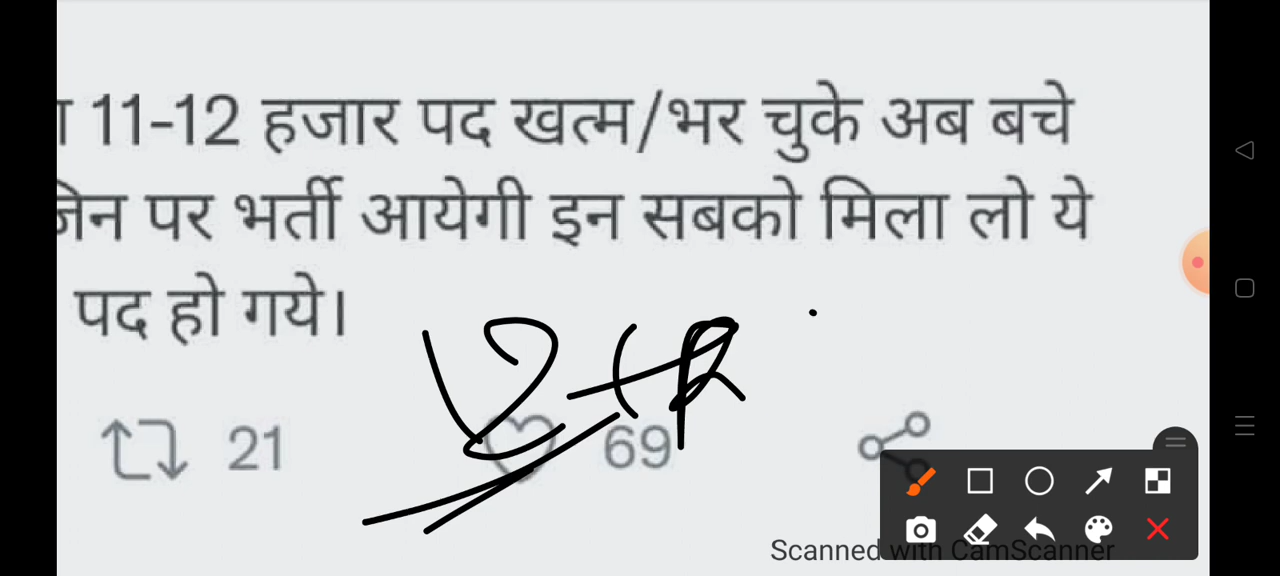 11-12 हजार पद खत्म/भर चुके अब बचे
जिन पर भर्ती आयेगी इन सबको मिला लो ये
पद हो गये।
21 69
Scanned with CamScanner